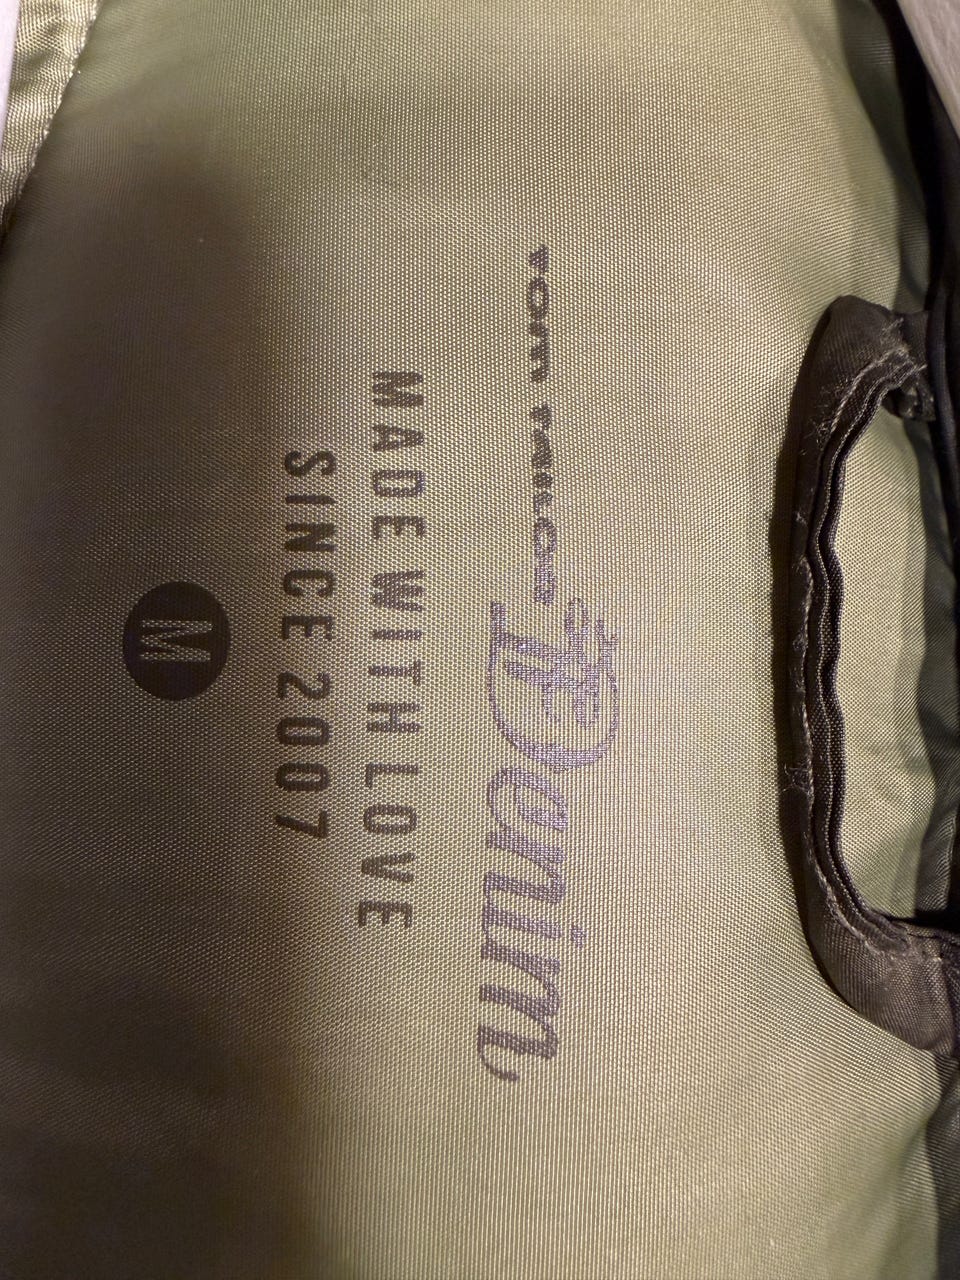 TOM TAILOR
Denim
MADE WITH LOVE
SINCE 2007
M